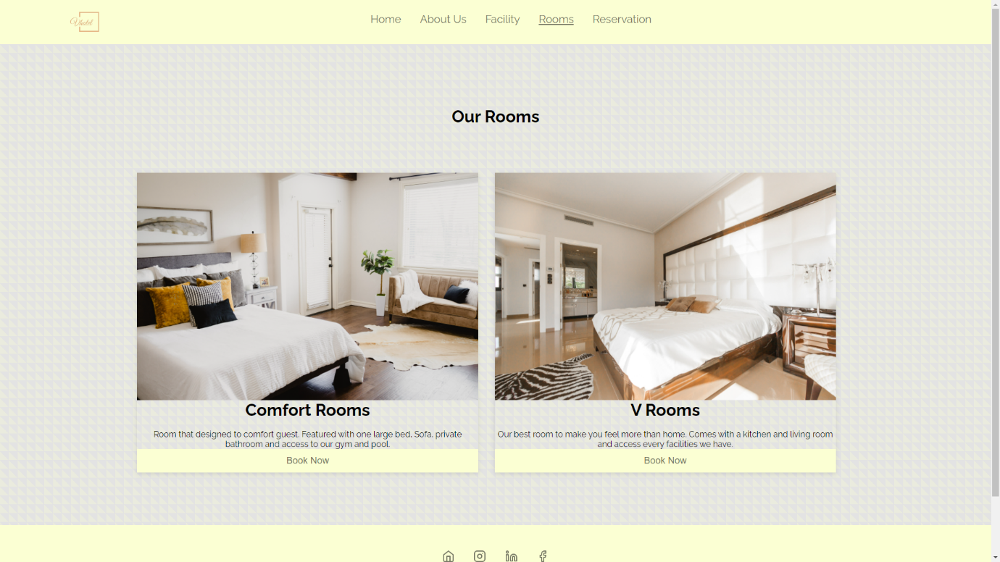 Vhotel
Home About Us Facility Rooms Reservation
Our Rooms
Comfort Rooms
Room that designed to comfort guest. Featured with one large bed, Sofa, private
bathroom and access to our gym and pool.
Book Now
V Rooms
Our best room to make you feel more than home. Comes with a kitchen and living room
and access every facilities we have.
Book Now